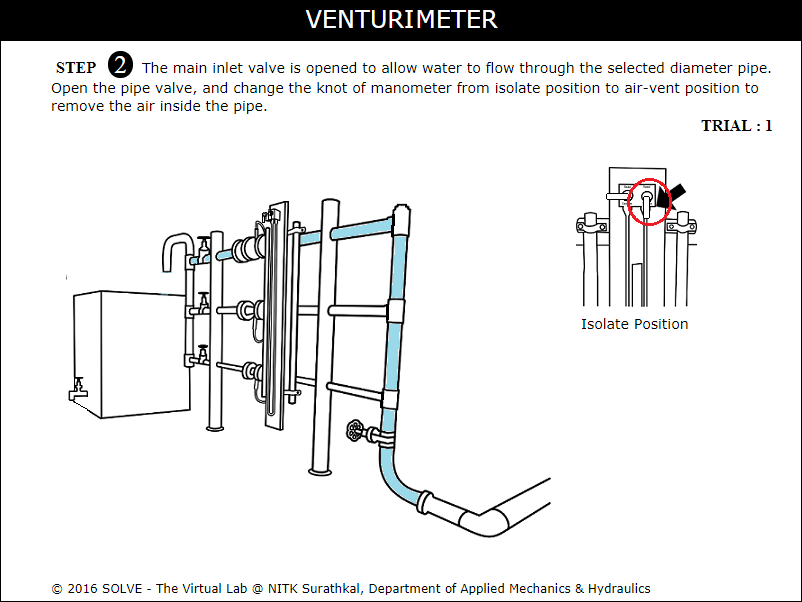 VENTURIMETER
STEP 2 The main inlet valve is opened to allow water to flow through the selected diameter pipe.
Open the pipe valve, and change the knot of manometer from isolate position to air-vent position to
remove the air inside the pipe.
TRIAL : 1
Isolate Position
© 2016 SOLVE - The Virtual Lab @ NITK Surathkal, Department of Applied Mechanics & Hydraulics